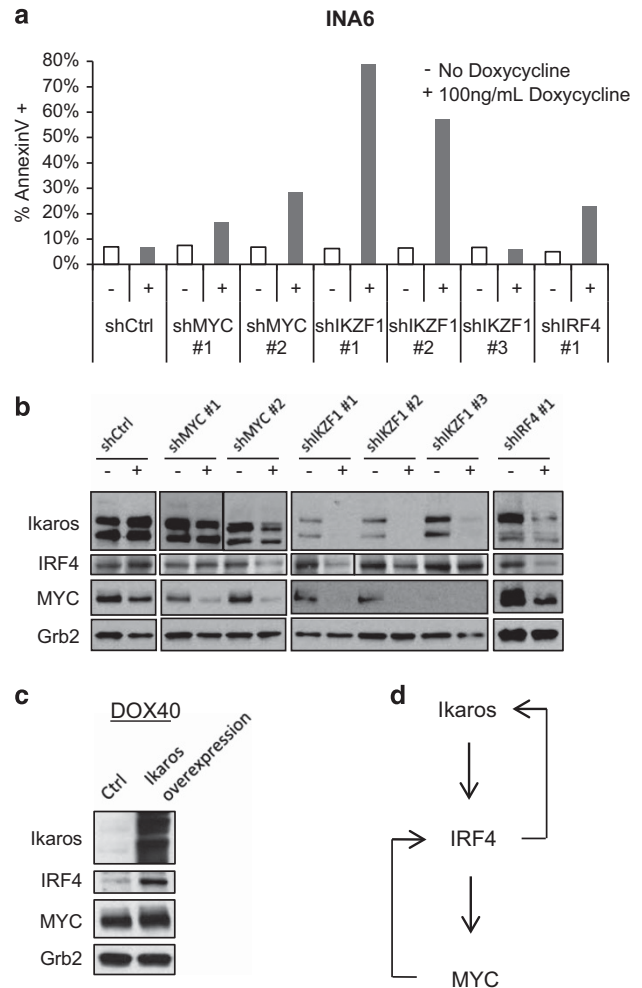 a
INA6
80%
70%
60%
50%
40%
30%
20%
10%
0%
% AnnexinV +
- No Doxycycline
+ 100ng/mL Doxycycline
- + - + - + - + - + - + - +
shCtrl shMYC #1 shMYC #2 shIKZF1 #1 shIKZF1 #2 shIKZF1 #3 shIRF4 #1
b
shCtrl shMYC #1 shMYC #2 shIKZF1 #1 shIKZF1 #2 shIKZF1 #3 shIRF4 #1
- + - + - + - + - + - + - +
Ikaros
IRF4
MYC
Grb2
c
DOX40
Ctrl
Ikaros
overexpression
Ikaros
IRF4
MYC
Grb2
d
Ikaros
IRF4
MYC